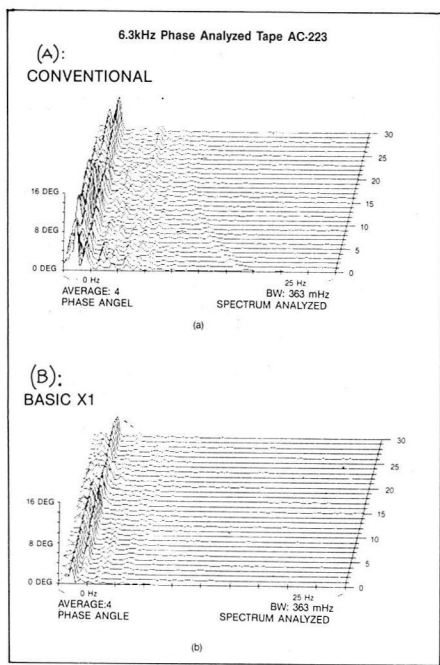 6.3kHz Phase Analyzed Tape AC-223
(A):
CONVENTIONAL
30
25
20
15
10
5
0
16 DEG
8 DEG
0 DEG
0 Hz
25 Hz
AVERAGE: 4
BW: 363 mHz
PHASE ANGEL
SPECTRUM ANALYZED
(a)
(B):
BASIC X1
30
25
20
15
10
5
0
16 DEG
8 DEG
0 DEG
0 Hz
25 Hz
AVERAGE:4
BW: 363 mHz
PHASE ANGLE
SPECTRUM ANALYZED
(b)